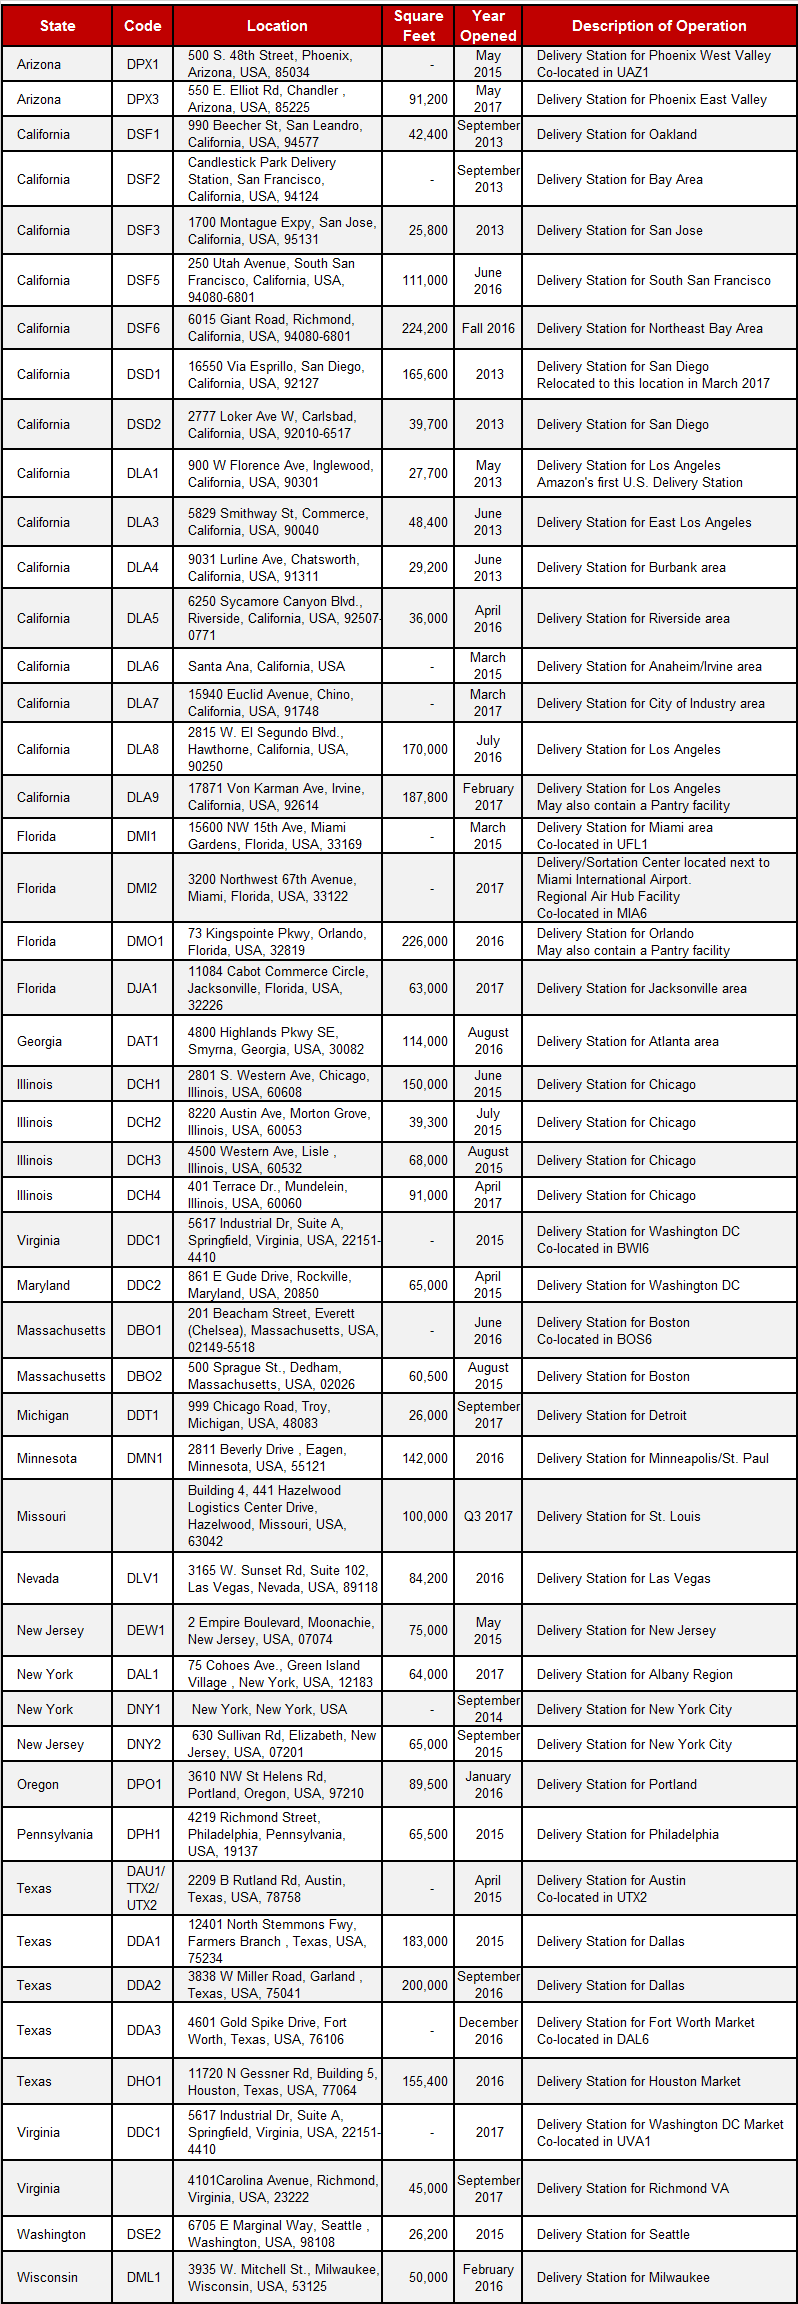 State Code Location Square Feet Year Opened Description of Operation
Arizona DPX1 500 S. 48th Street, Phoenix, Arizona, USA, 85034 - May 2015 Delivery Station for Phoenix West Valley Co-located in UAZ1
Arizona DPX3 550 E. Elliot Rd, Chandler , Arizona, USA, 85225 91,200 May 2017 Delivery Station for Phoenix East Valley
California DSF1 990 Beecher St, San Leandro, California, USA, 94577 42,400 September 2013 Delivery Station for Oakland
California DSF2 Candlestick Park Delivery Station, San Francisco, California, USA, 94124 - September 2013 Delivery Station for Bay Area
California DSF3 1700 Montague Expy, San Jose, California, USA, 95131 25,800 2013 Delivery Station for San Jose
California DSF5 250 Utah Avenue, South San Francisco, California, USA, 94080-6801 111,000 June 2016 Delivery Station for South San Francisco
California DSF6 6015 Giant Road, Richmond, California, USA, 94080-6801 224,200 Fall 2016 Delivery Station for Northeast Bay Area
California DSD1 16550 Via Esprillo, San Diego, California, USA, 92127 165,600 2013 Delivery Station for San Diego Relocated to this location in March 2017
California DSD2 2777 Loker Ave W, Carlsbad, California, USA, 92010-6517 39,700 2013 Delivery Station for San Diego
California DLA1 900 W Florence Ave, Inglewood, California, USA, 90301 27,700 May 2013 Delivery Station for Los Angeles Amazon's first U.S. Delivery Station
California DLA3 5829 Smithway St, Commerce, California, USA, 90040 48,400 June 2013 Delivery Station for East Los Angeles
California DLA4 9031 Lurline Ave, Chatsworth, California, USA, 91311 29,200 June 2013 Delivery Station for Burbank area
California DLA5 6250 Sycamore Canyon Blvd., Riverside, California, USA, 92507-0771 36,000 April 2016 Delivery Station for Riverside area
California DLA6 Santa Ana, California, USA - March 2015 Delivery Station for Anaheim/Irvine area
California DLA7 15940 Euclid Avenue, Chino, California, USA, 91748 - March 2017 Delivery Station for City of Industry area
California DLA8 2815 W. El Segundo Blvd., Hawthorne, California, USA, 90250 170,000 July 2016 Delivery Station for Los Angeles
California DLA9 17871 Von Karman Ave, Irvine, California, USA, 92614 187,800 February 2017 Delivery Station for Los Angeles May also contain a Pantry facility
Florida DMI1 15600 NW 15th Ave, Miami Gardens, Florida, USA, 33169 - March 2015 Delivery Station for Miami area Co-located in UFL1
Florida DMI2 3200 Northwest 67th Avenue, Miami, Florida, USA, 33122 - 2017 Delivery/Sortation Center located next to Miami International Airport. Regional Air Hub Facility Co-located in MIA6
Florida DMO1 73 Kingspointe Pkwy, Orlando, Florida, USA, 32819 226,000 2016 Delivery Station for Orlando May also contain a Pantry facility
Florida DJA1 11084 Cabot Commerce Circle, Jacksonville, Florida, USA, 32226 63,000 2017 Delivery Station for Jacksonville area
Georgia DAT1 4800 Highlands Pkwy SE, Smyrna, Georgia, USA, 30082 114,000 August 2016 Delivery Station for Atlanta area
Illinois DCH1 2801 S. Western Ave, Chicago, Illinois, USA, 60608 150,000 June 2015 Delivery Station for Chicago
Illinois DCH2 8220 Austin Ave, Morton Grove, Illinois, USA, 60053 39,300 July 2015 Delivery Station for Chicago
Illinois DCH3 4500 Western Ave, Lisle , Illinois, USA, 60532 68,000 August 2015 Delivery Station for Chicago
Illinois DCH4 401 Terrace Dr., Mundelein, Illinois, USA, 60060 91,000 April 2017 Delivery Station for Chicago
Virginia DDC1 5617 Industrial Dr, Suite A, Springfield, Virginia, USA, 22151-4410 - 2015 Delivery Station for Washington DC Co-located in BWI6
Maryland DDC2 861 E Gude Drive, Rockville, Maryland, USA, 20850 65,000 April 2015 Delivery Station for Washington DC
Massachusetts DBO1 201 Beacham Street, Everett (Chelsea), Massachusetts, USA, 02149-5518 - June 2016 Delivery Station for Boston Co-located in BOS6
Massachusetts DBO2 500 Sprague St., Dedham, Massachusetts, USA, 02026 60,500 August 2015 Delivery Station for Boston
Michigan DDT1 999 Chicago Road, Troy, Michigan, USA, 48083 26,000 September 2017 Delivery Station for Detroit
Minnesota DMN1 2811 Beverly Drive , Eagen, Minnesota, USA, 55121 142,000 2016 Delivery Station for Minneapolis/St. Paul
Missouri Building 4, 441 Hazelwood Logistics Center Drive, Hazelwood, Missouri, USA, 63042 100,000 Q3 2017 Delivery Station for St. Louis
Nevada DLV1 3165 W. Sunset Rd, Suite 102, Las Vegas, Nevada, USA, 89118 84,200 2016 Delivery Station for Las Vegas
New Jersey DEW1 2 Empire Boulevard, Moonachie, New Jersey, USA, 07074 75,000 May 2015 Delivery Station for New Jersey
New York DAL1 75 Cohoes Ave., Green Island Village , New York, USA, 12183 64,000 2017 Delivery Station for Albany Region
New York DNY1 New York, New York, USA - September 2014 Delivery Station for New York City
New Jersey DNY2 630 Sullivan Rd, Elizabeth, New Jersey, USA, 07201 65,000 September 2015 Delivery Station for New York City
Oregon DPO1 3610 NW St Helens Rd, Portland, Oregon, USA, 97210 89,500 January 2016 Delivery Station for Portland
Pennsylvania DPH1 4219 Richmond Street, Philadelphia, Pennsylvania, USA, 19137 65,500 2015 Delivery Station for Philadelphia
Texas DAU1/ TTX2/ UTX2 2209 B Rutland Rd, Austin, Texas, USA, 78758 - April 2015 Delivery Station for Austin Co-located in UTX2
Texas DDA1 12401 North Stemmons Fwy, Farmers Branch , Texas, USA, 75234 183,000 2015 Delivery Station for Dallas
Texas DDA2 3838 W Miller Road, Garland , Texas, USA, 75041 200,000 September 2016 Delivery Station for Dallas
Texas DDA3 4601 Gold Spike Drive, Fort Worth, Texas, USA, 76106 - December 2016 Delivery Station for Fort Worth Market Co-located in DAL6
Texas DHO1 11720 N Gessner Rd, Building 5, Houston, Texas, USA, 77064 155,400 2016 Delivery Station for Houston Market
Virginia DDC1 5617 Industrial Dr, Suite A, Springfield, Virginia, USA, 22151-4410 - 2017 Delivery Station for Washington DC Market Co-located in UVA1
Virginia 4101Carolina Avenue, Richmond, Virginia, USA, 23222 45,000 September 2017 Delivery Station for Richmond VA
Washington DSE2 6705 E Marginal Way, Seattle , Washington, USA, 98108 26,200 2015 Delivery Station for Seattle
Wisconsin DML1 3935 W. Mitchell St., Milwaukee, Wisconsin, USA, 53125 50,000 February 2016 Delivery Station for Milwaukee